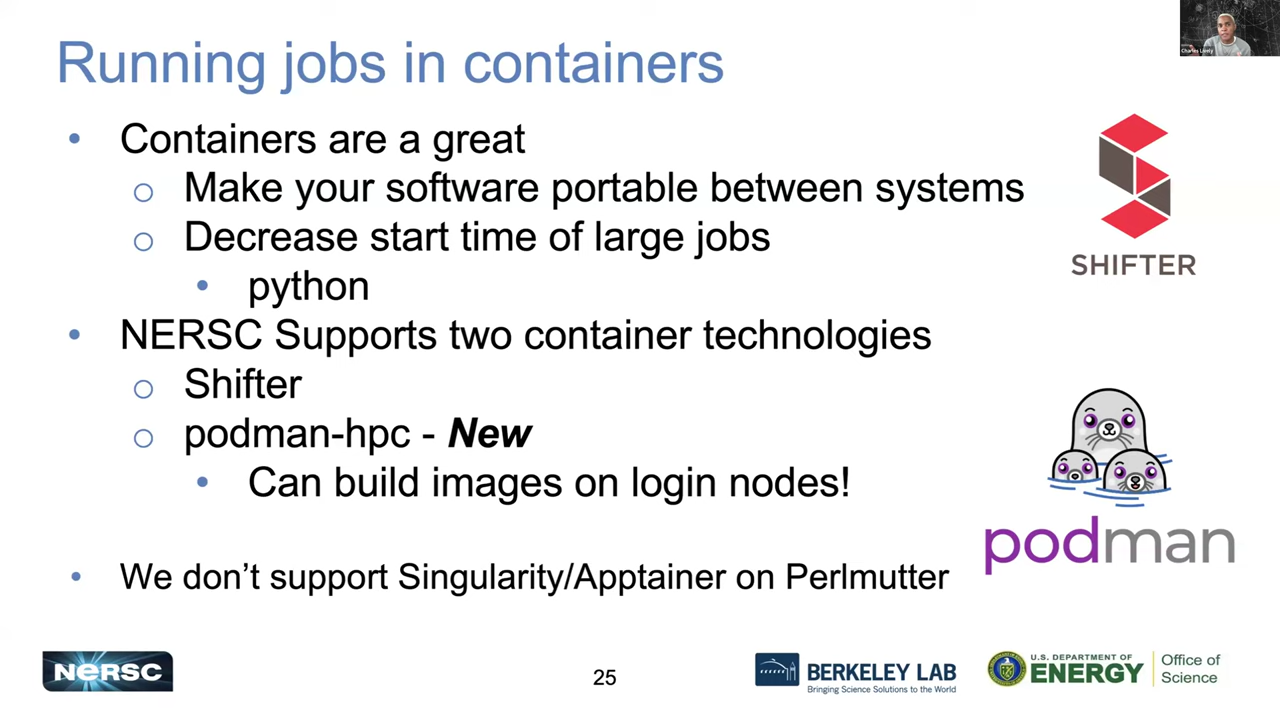 Running jobs in containers
Charles Lively
• Containers are a great
o Make your software portable between systems
o Decrease start time of large jobs
• python
• NERSC Supports two container technologies
o Shifter
o podman-hpc - New
• Can build images on login nodes!
• We don’t support Singularity/Apptainer on Perlmutter
SHIFTER
podman
NERSC
25
BERKELEY LAB
Bringing Science Solutions to the World
U.S. DEPARTMENT OF
ENERGY
Office of
Science